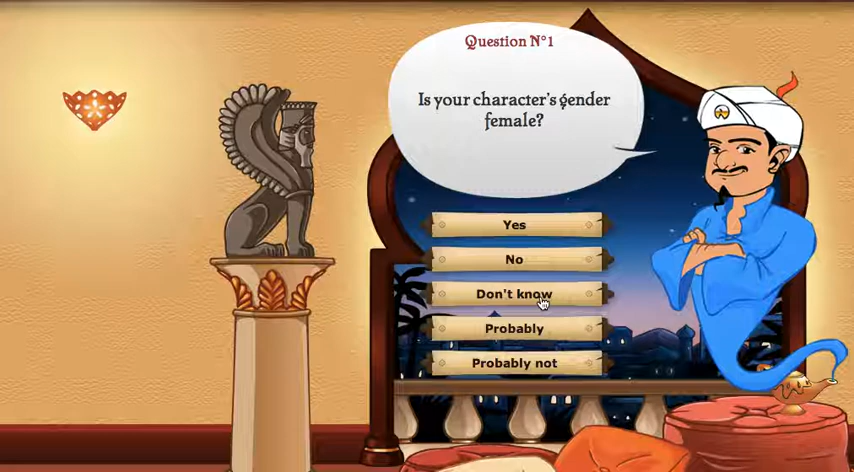 Question N°1
Is your character's gender
female?
Yes
No
Don't know
Probably
Probably not